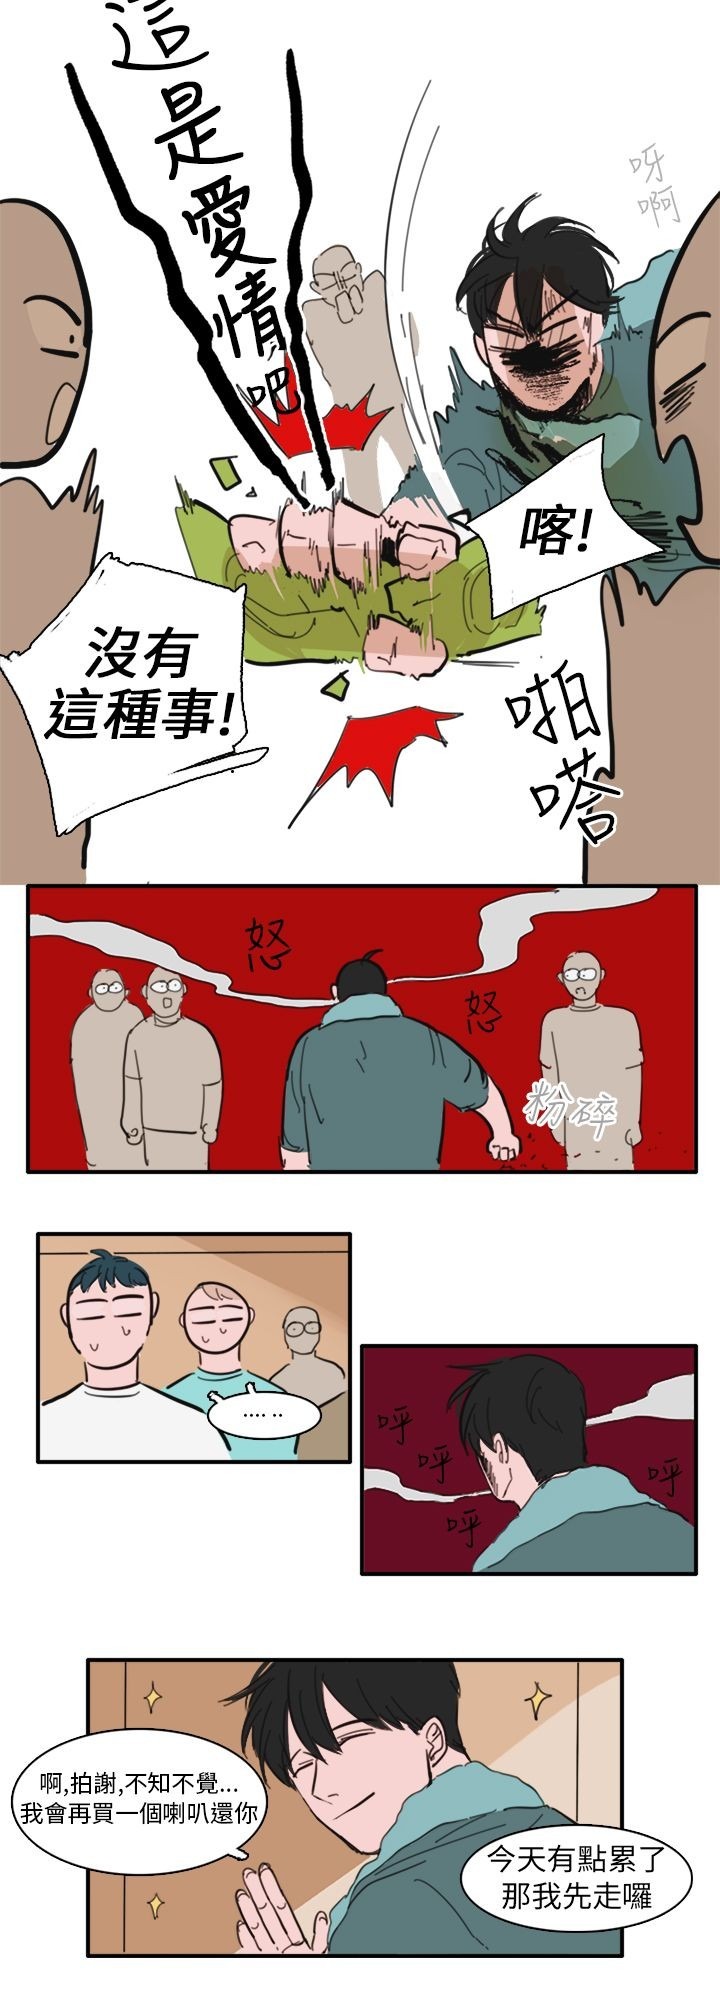 這是愛情吧
呀
啊
喀!
沒有
這種事!
啪
嗒
怒
怒
粉碎
.... ..
呼
呼
呼
呼
啊,拍謝,不知不覺...
我會再買一個喇叭還你
今天有點累了
那我先走囉